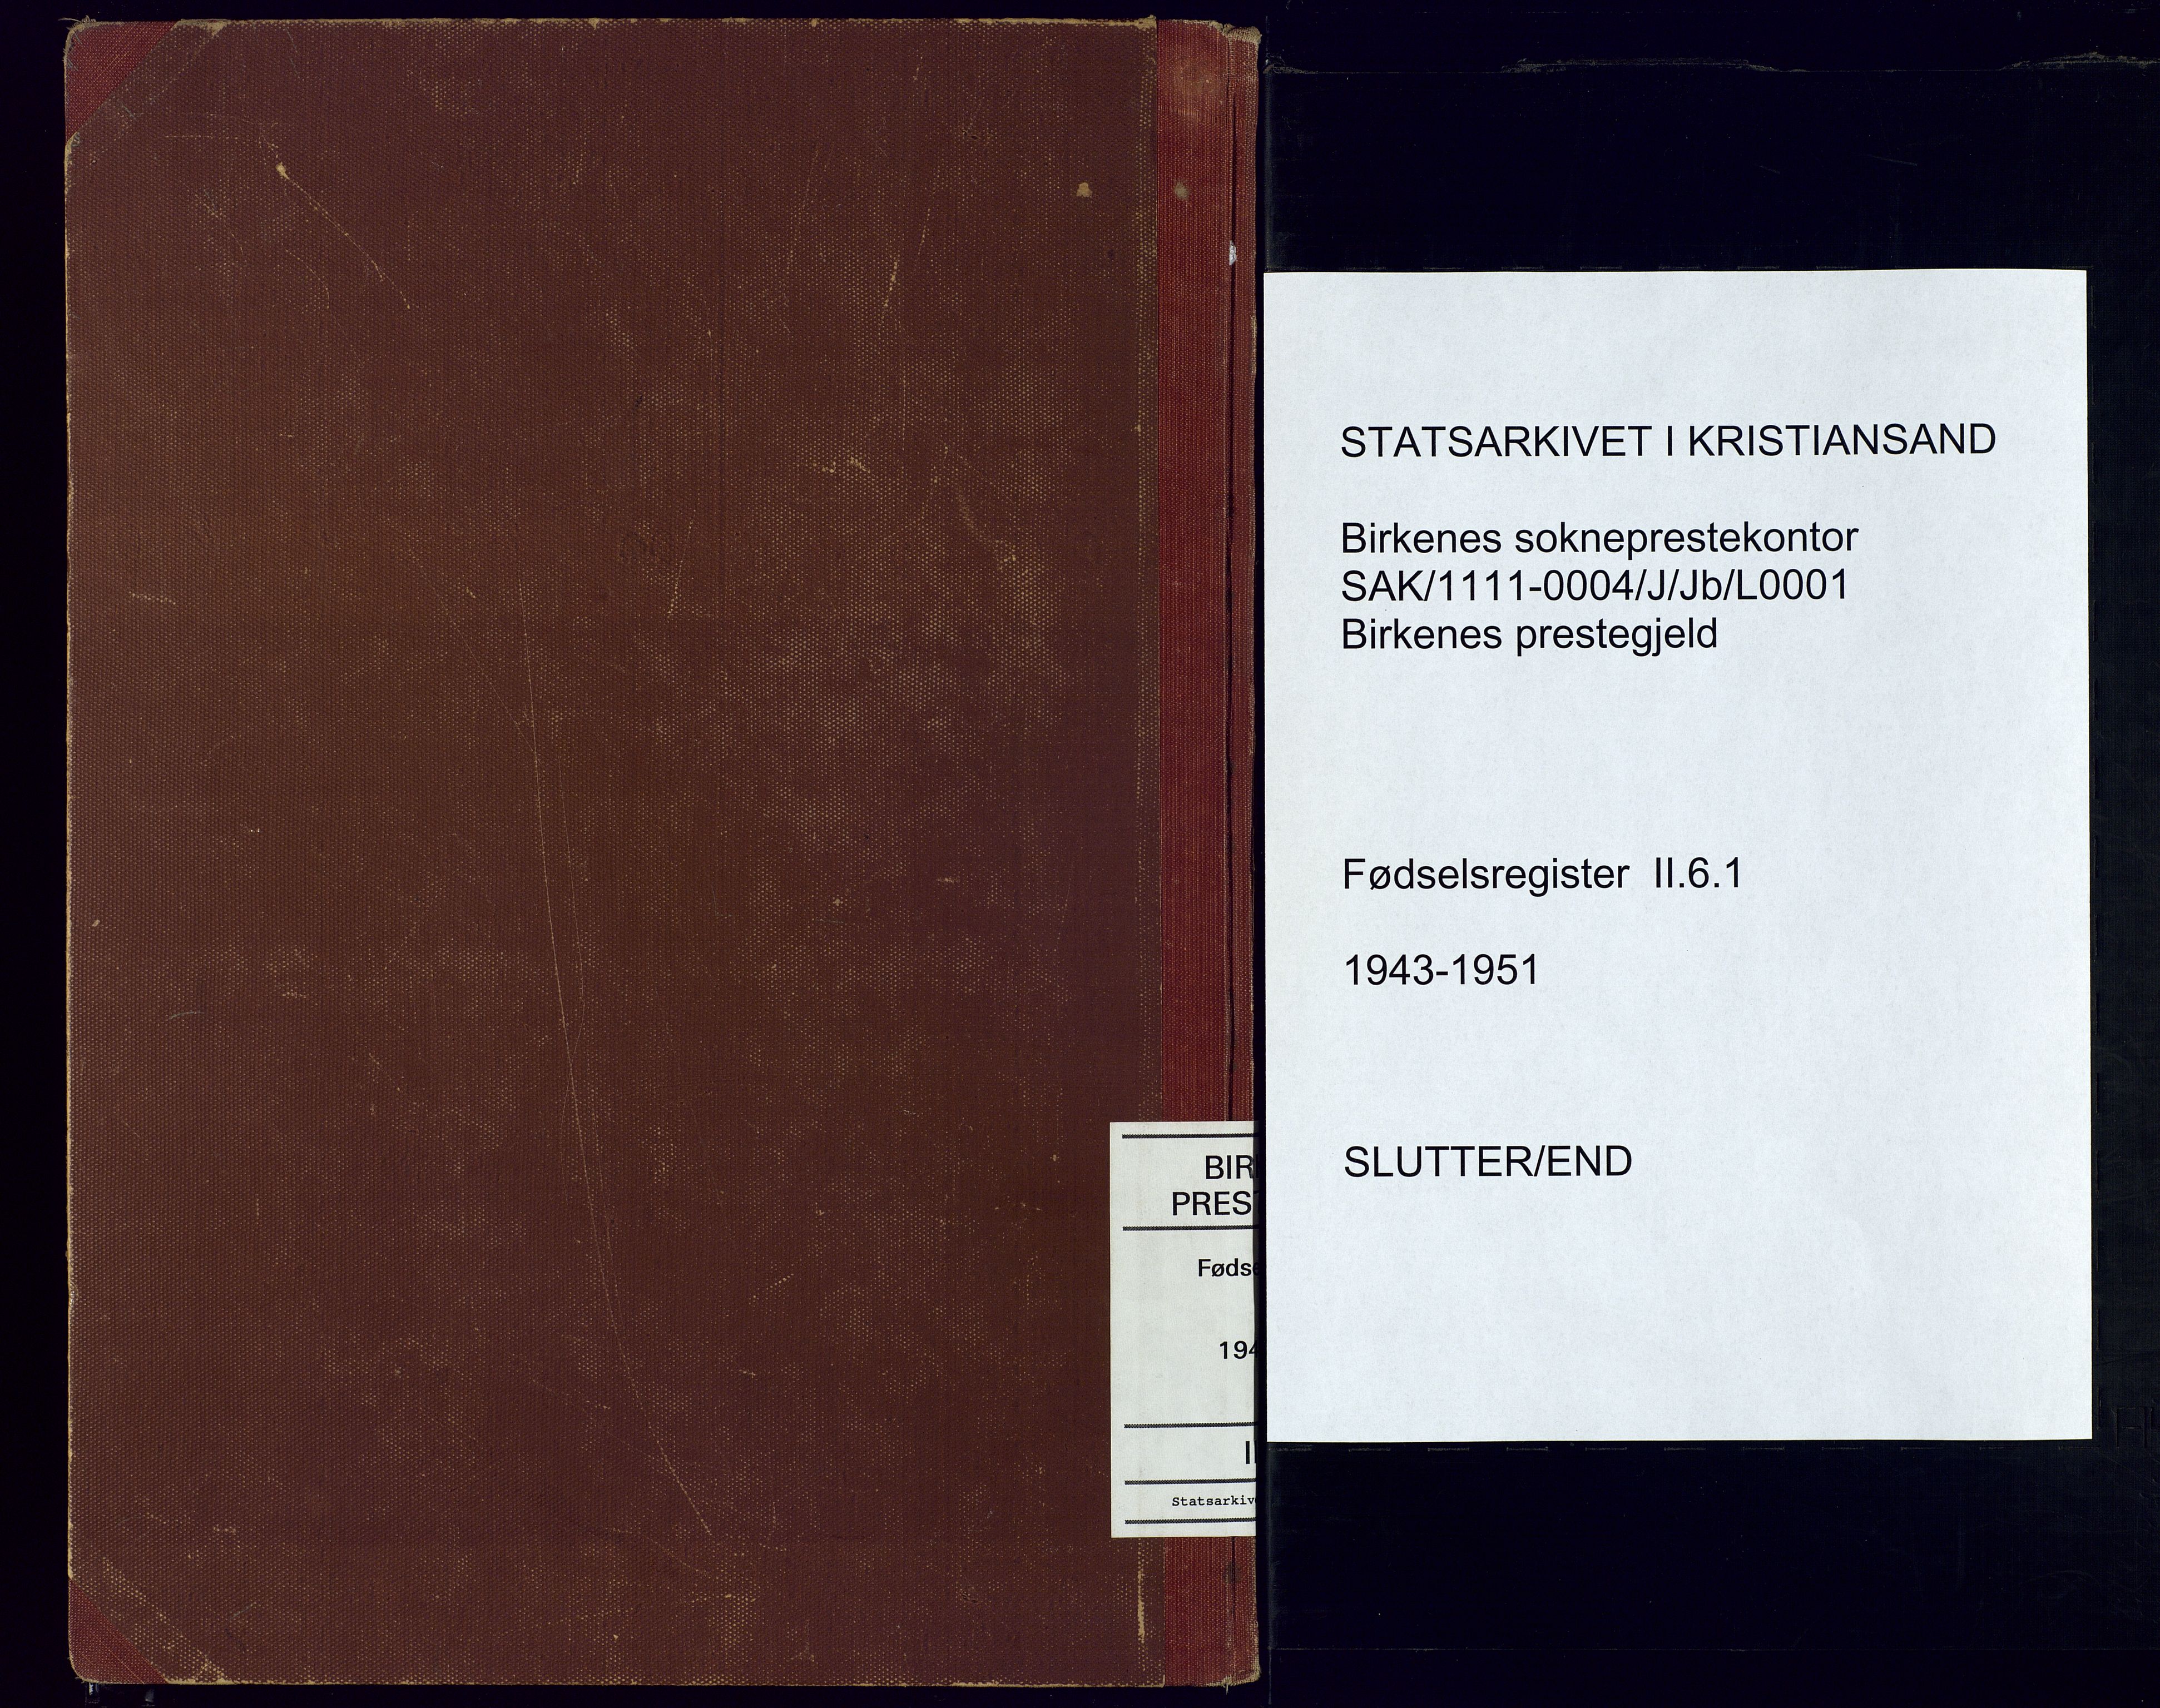 BIR
PRES
Fødse
194
Statsarkiv
STATSARKIVET I KRISTIANSAND
Birkenes sokneprestekontor
SAK/1111-0004/J/Jb/L0001
Birkenes prestegjeld
Fødselsregister II.6.1
1943-1951
SLUTTER/END